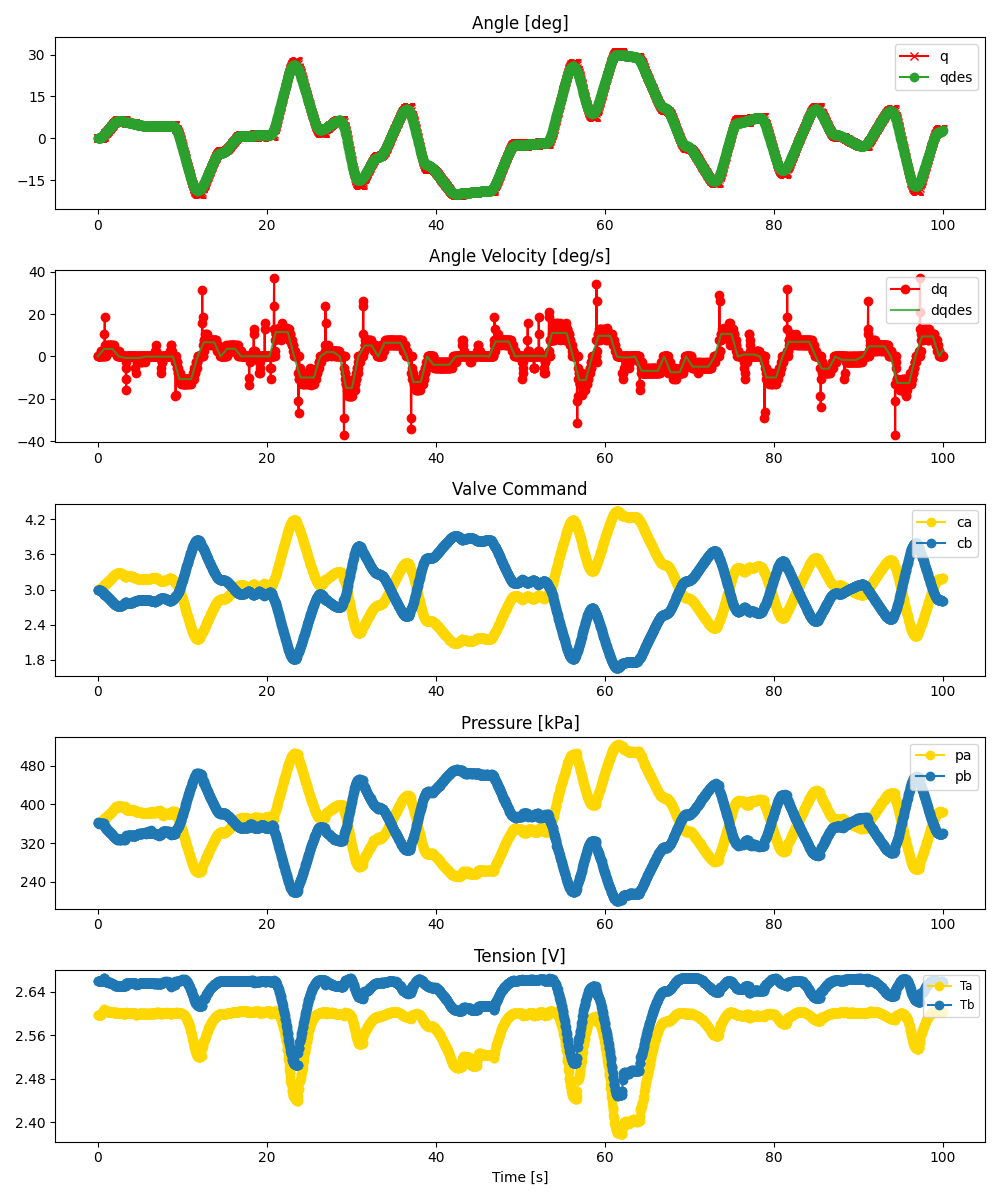 Angle [deg]
30
15
0
−15
q
qdes
0 20 40 60 80 100
Angle Velocity [deg/s]
40
20
0
−20
−40
dq
dqdes
0 20 40 60 80 100
Valve Command
4.2
3.6
3.0
2.4
1.8
ca
cb
0 20 40 60 80 100
Pressure [kPa]
480
400
320
240
pa
pb
0 20 40 60 80 100
Tension [V]
2.64
2.56
2.48
2.40
Ta
Tb
0 20 40 60 80 100
Time [s]